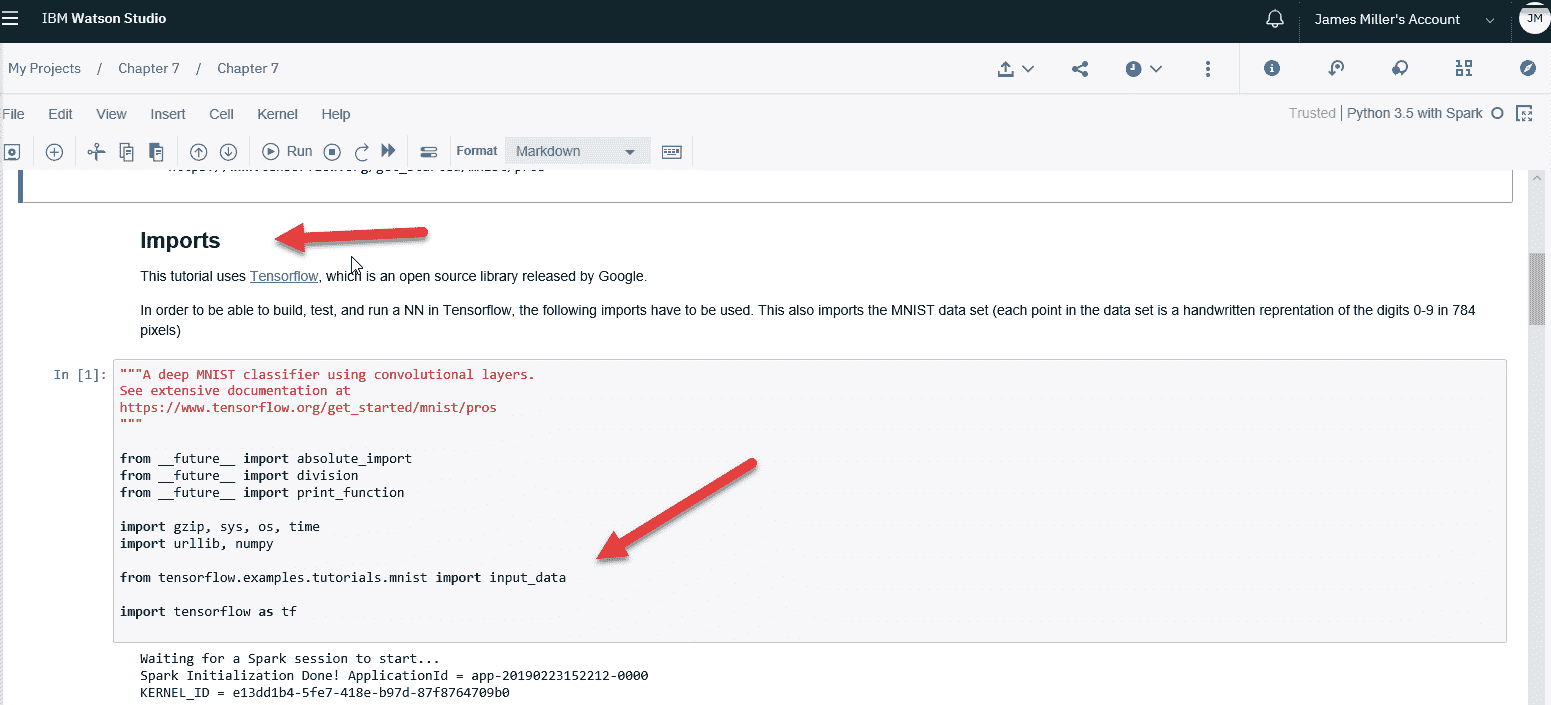 IBM Watson Studio
James Miller's Account
JM
My Projects / Chapter 7 / Chapter 7
File Edit View Insert Cell Kernel Help
Trusted | Python 3.5 with Spark
Run
Format
Markdown
https://www.tensorflow.org/get_started/mnist/pros
Imports
This tutorial uses Tensorflow, which is an open source library released by Google.
In order to be able to build, test, and run a NN in Tensorflow, the following imports have to be used. This also imports the MNIST data set (each point in the data set is a handwritten reprentation of the digits 0-9 in 784
pixels)
In [1]:
"""A deep MNIST classifier using convolutional layers.
See extensive documentation at
https://www.tensorflow.org/get_started/mnist/pros
"""
from __future__ import absolute_import
from __future__ import division
from __future__ import print_function
import gzip, sys, os, time
import urllib, numpy
from tensorflow.examples.tutorials.mnist import input_data
import tensorflow as tf
Waiting for a Spark session to start...
Spark Initialization Done! ApplicationId = app-20190223152212-0000
KERNEL_ID = e13dd1b4-5fe7-418e-b97d-87f8764709b0